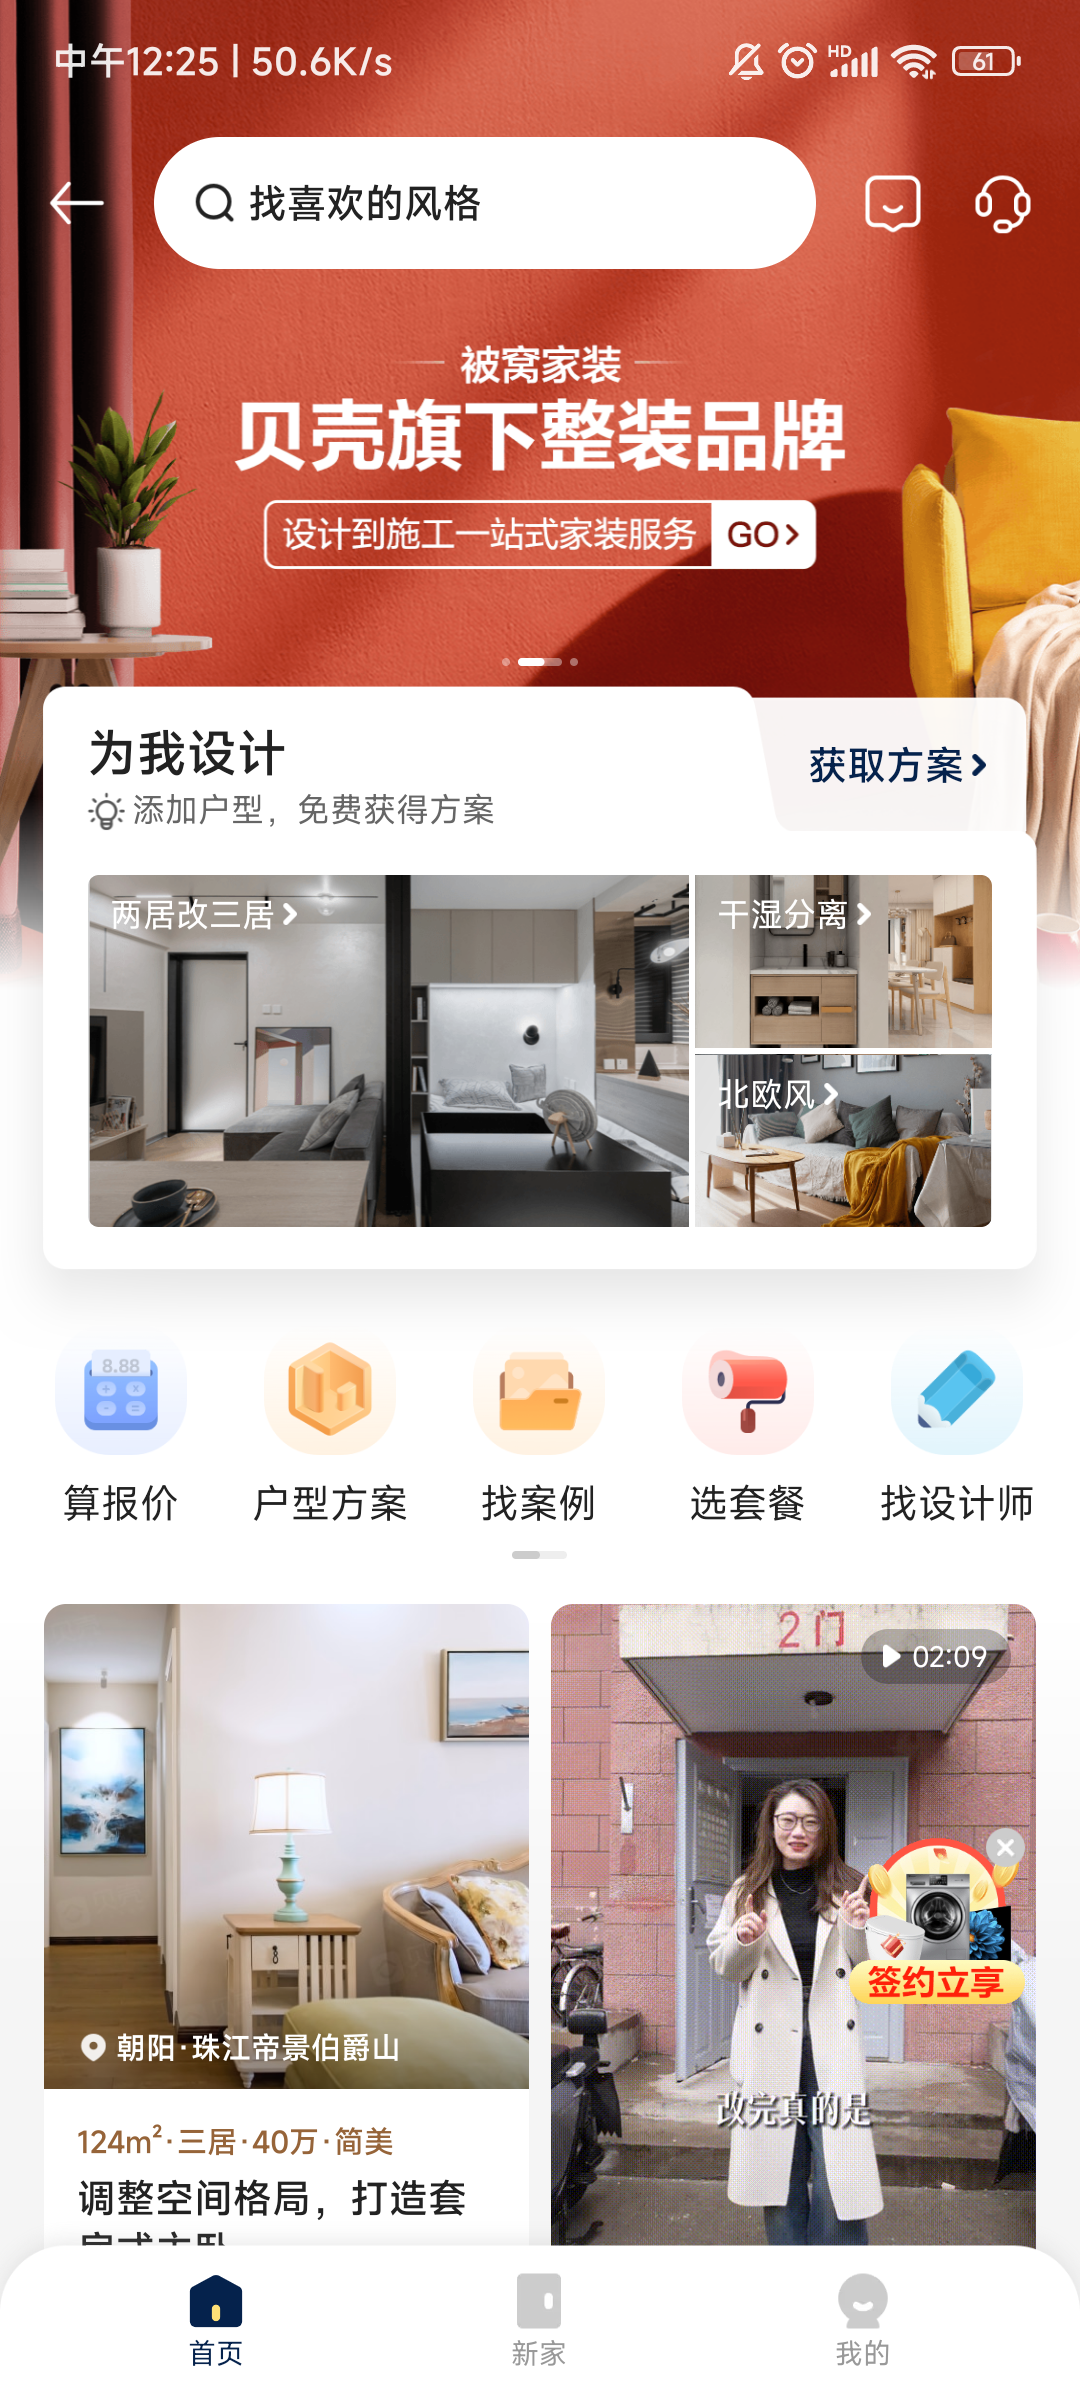 中午12:25 | 50.6K/s
HD
61
找喜欢的风格
被窝家装
贝壳旗下整装品牌
设计到施工一站式家装服务 GO
为我设计
获取方案
添加户型，免费获得方案
两居改三居
干湿分离
北欧风
8.88
算报价
户型方案
找案例
选套餐
找设计师
2门
02:09
签约立享
朝阳·珠江帝景伯爵山
改完真的是
124m²·三居·40万·简美
调整空间格局，打造套
房式主卧
首页
新家
我的